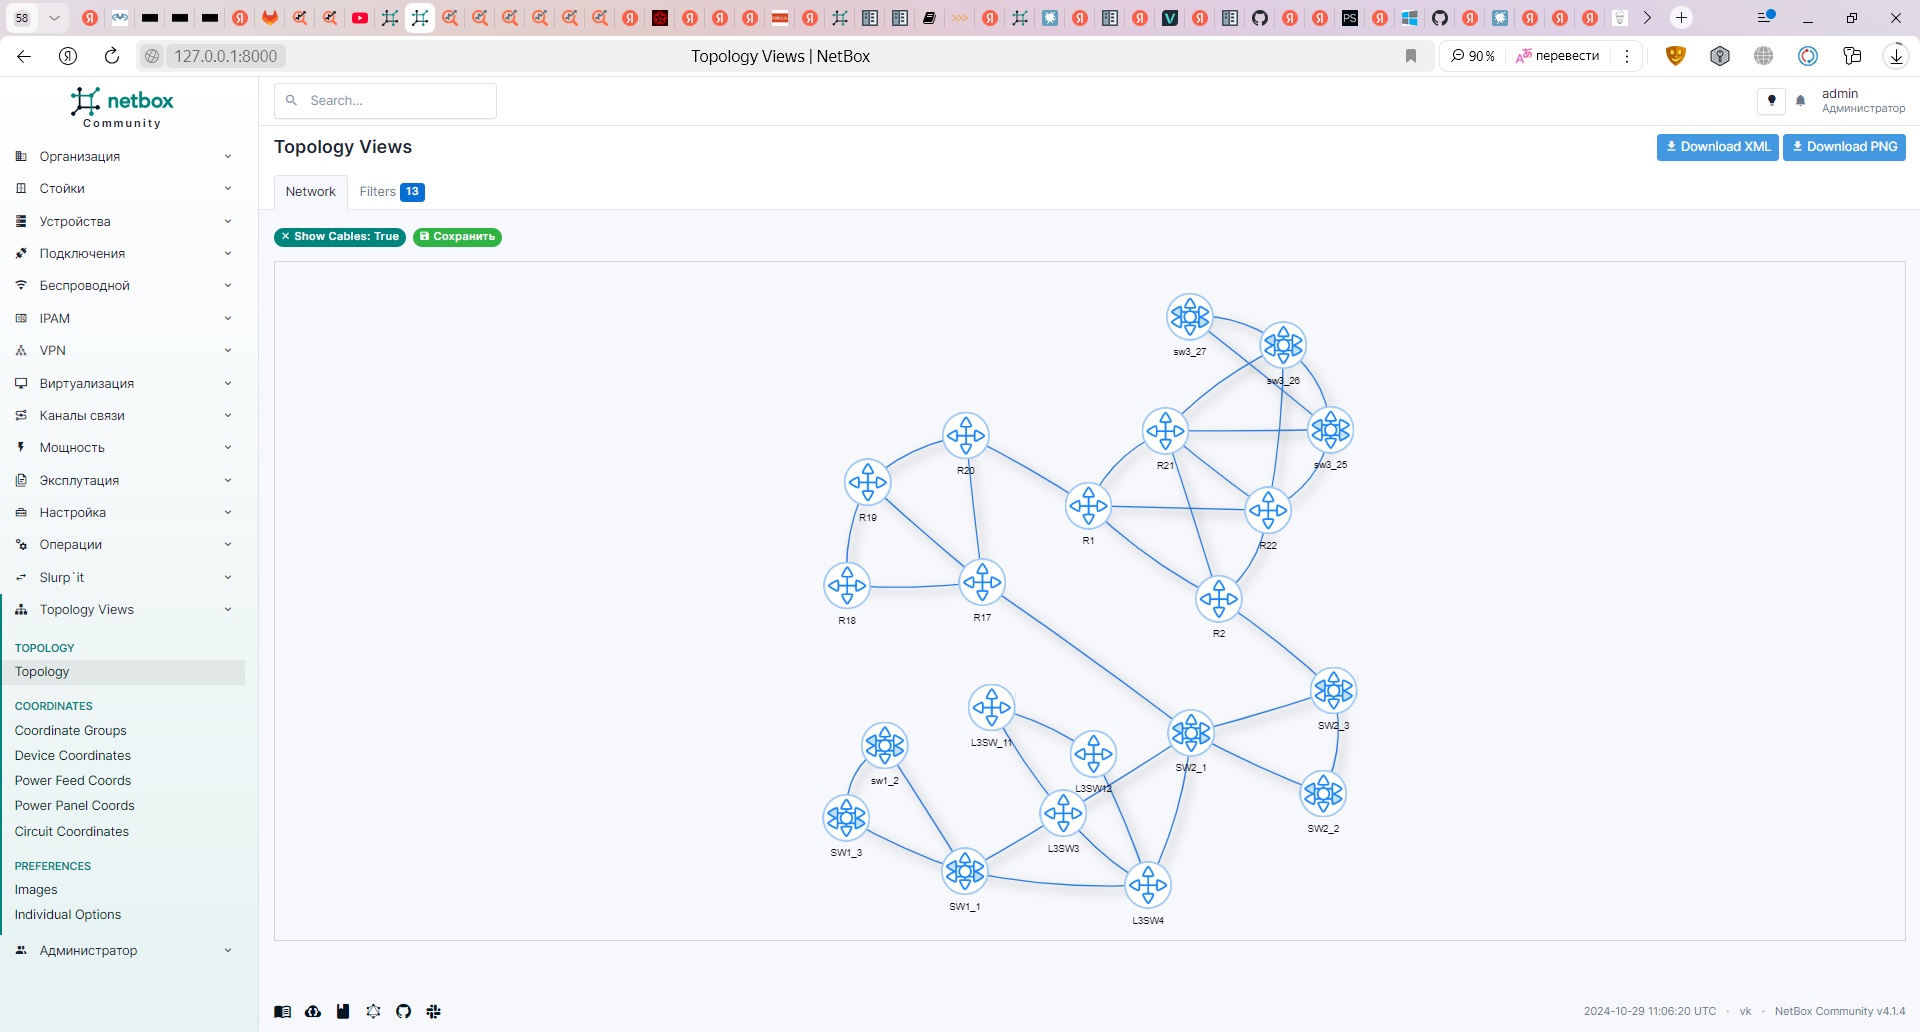 58
127.0.0.1:8000
Topology Views | NetBox
90 %
перевести
netbox
Community
Search...
admin
Администратор
Организация
Стойки
Устройства
Подключения
Беспроводной
IPAM
VPN
Виртуализация
Каналы связи
Мощность
Эксплутация
Настройка
Операции
Slurp`it
Topology Views
TOPOLOGY
Topology
COORDINATES
Coordinate Groups
Device Coordinates
Power Feed Coords
Power Panel Coords
Circuit Coordinates
PREFERENCES
Images
Individual Options
Администратор
Topology Views
Download XML
Download PNG
Network
Filters 13
Show Cables: True
Сохранить
sw3_27
sw3_26
R21
sw3_25
R20
R19
R1
R22
R18
R17
R2
L3SW_11
SW2_3
SW2_1
sw1_2
L3SW12
SW2_2
L3SW3
SW1_3
SW1_1
L3SW4
2024-10-29 11:06:20 UTC · vk · NetBox Community v4.1.4